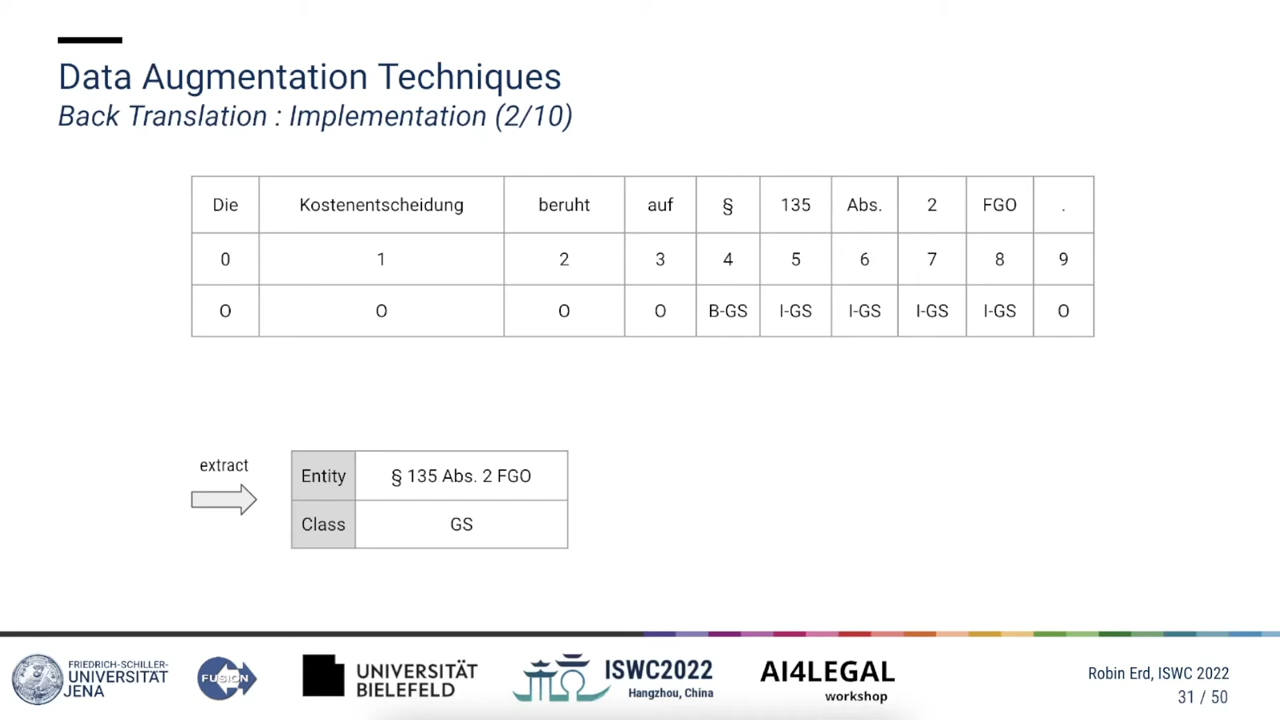 Data Augmentation Techniques
Back Translation : Implementation (2/10)
Die Kostenentscheidung beruht auf § 135 Abs. 2 FGO .
0 1 2 3 4 5 6 7 8 9
O O O O B-GS I-GS I-GS I-GS I-GS O
extract
Entity § 135 Abs. 2 FGO
Class GS
FRIEDRICH-SCHILLER-
UNIVERSITÄT
JENA
FUSION
UNIVERSITÄT
BIELEFELD
ISWC2022
Hangzhou, China
AI4LEGAL
workshop
Robin Erd, ISWC 2022
31 / 50